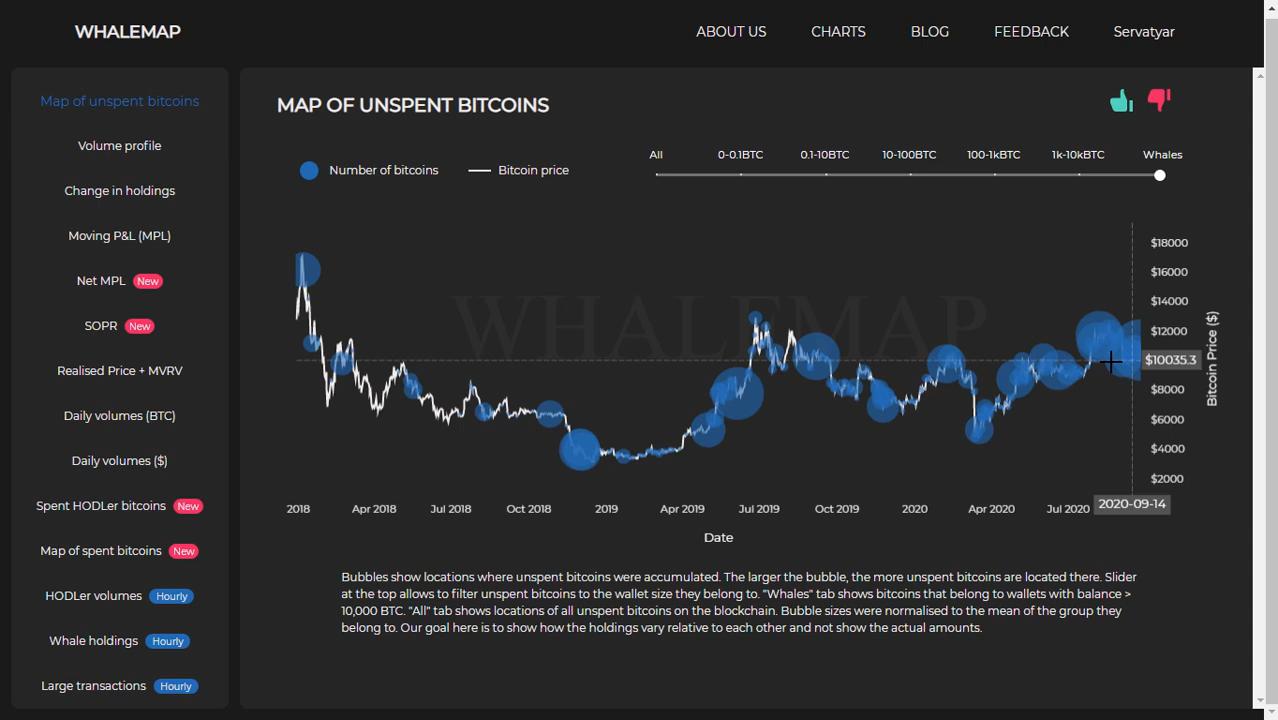 WHALEMAP
ABOUT US
CHARTS
BLOG
FEEDBACK
Servatyar
Map of unspent bitcoins
Volume profile
Change in holdings
Moving P&L (MPL)
Net MPL New
SOPR New
Realised Price + MVRV
Daily volumes (BTC)
Daily volumes ($)
Spent HODLer bitcoins New
Map of spent bitcoins New
HODLer volumes Hourly
Whale holdings Hourly
Large transactions Hourly
MAP OF UNSPENT BITCOINS
Number of bitcoins
Bitcoin price
All 0-0.1BTC 0.1-10BTC 10-100BTC 100-1kBTC 1k-10kBTC Whales
WHALEMAP
$18000
$16000
$14000
$12000
$10035.3
$8000
$6000
$4000
$2000
Bitcoin Price ($)
2018 Apr 2018 Jul 2018 Oct 2018 2019 Apr 2019 Jul 2019 Oct 2019 2020 Apr 2020 Jul 2020 2020-09-14
Date
Bubbles show locations where unspent bitcoins were accumulated. The larger the bubble, the more unspent bitcoins are located there. Slider
at the top allows to filter unspent bitcoins to the wallet size they belong to. "Whales" tab shows bitcoins that belong to wallets with balance >
10,000 BTC. "All" tab shows locations of all unspent bitcoins on the blockchain. Bubble sizes were normalised to the mean of the group they
belong to. Our goal here is to show how the holdings vary relative to each other and not show the actual amounts.